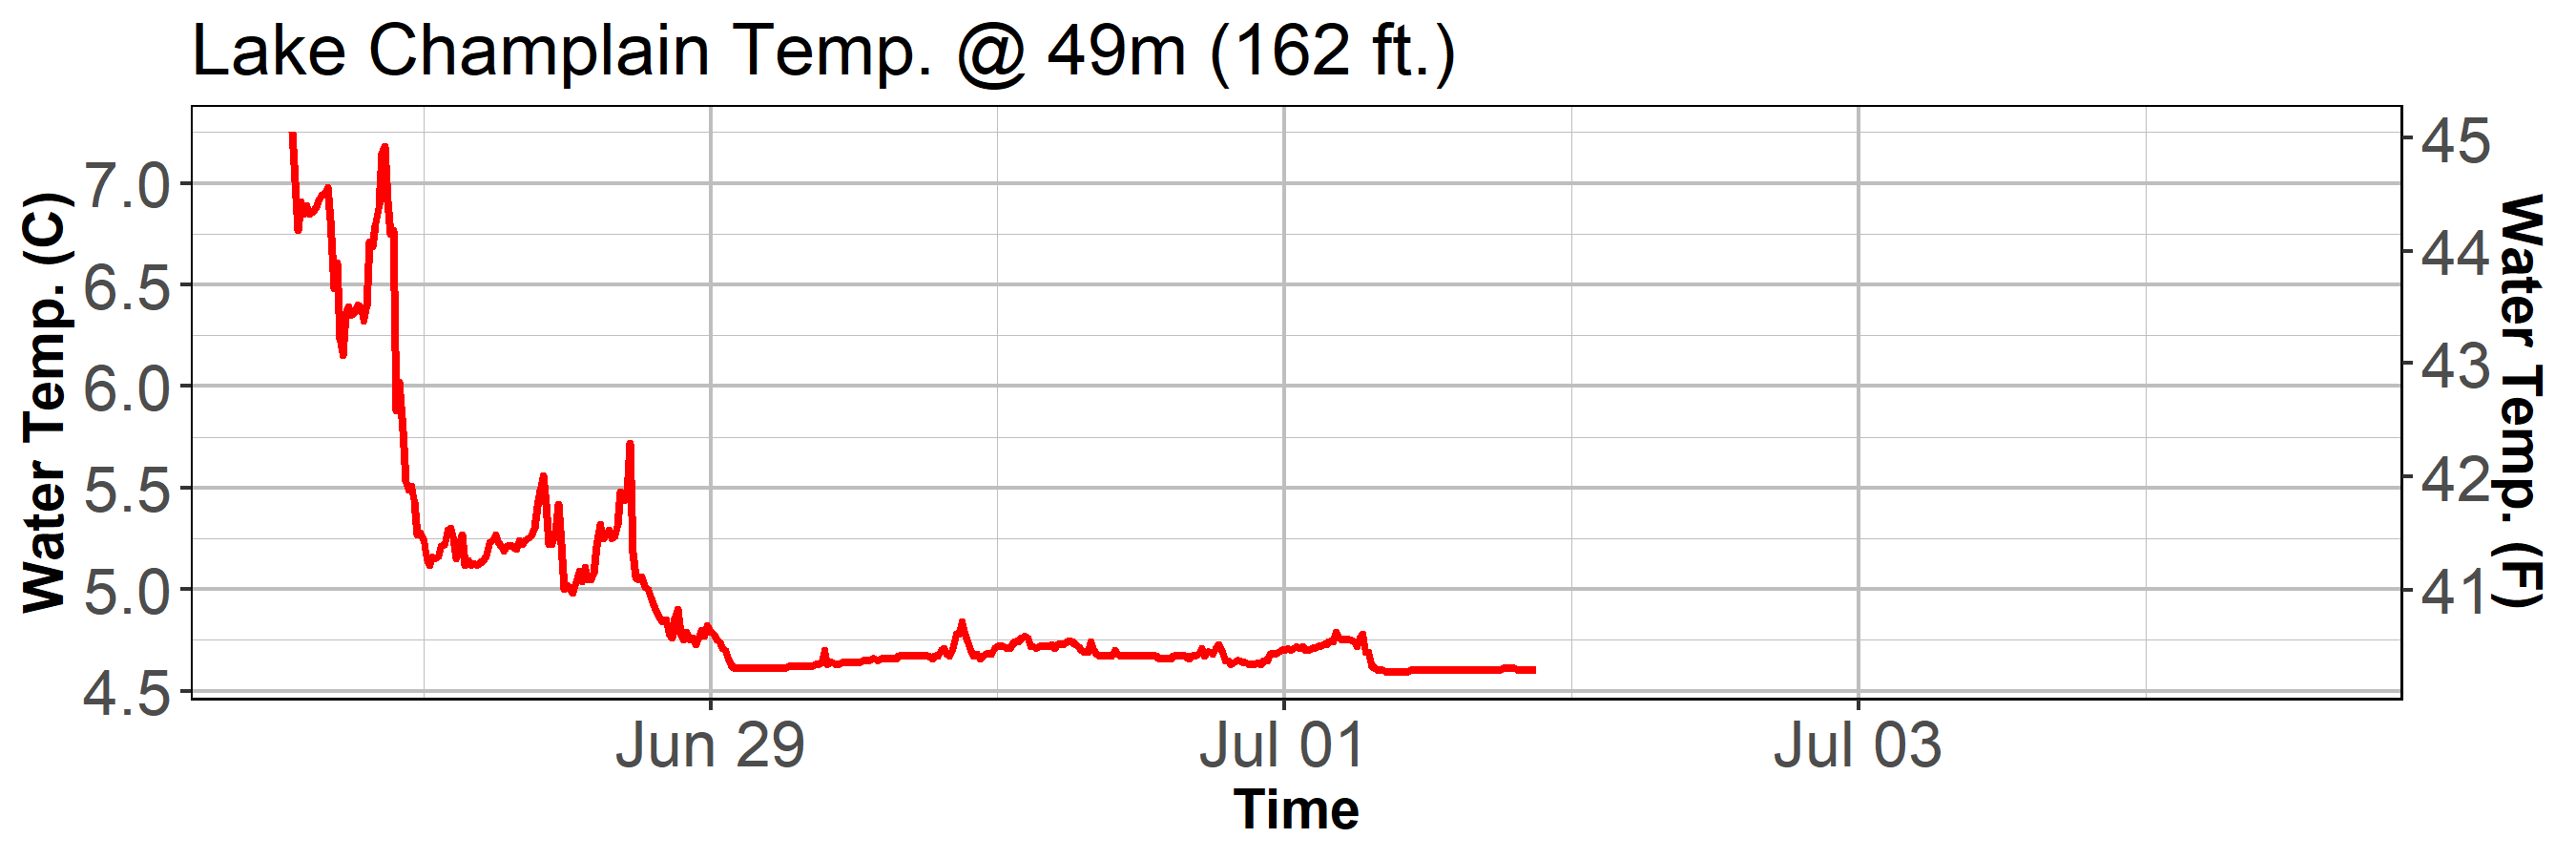 Lake Champlain Temp. @ 49m (162 ft.)
Water Temp. (C)
7.0
6.5
6.0
5.5
5.0
4.5
45
44
43
42
41
Water Temp. (F)
Jun 29
Jul 01
Jul 03
Time